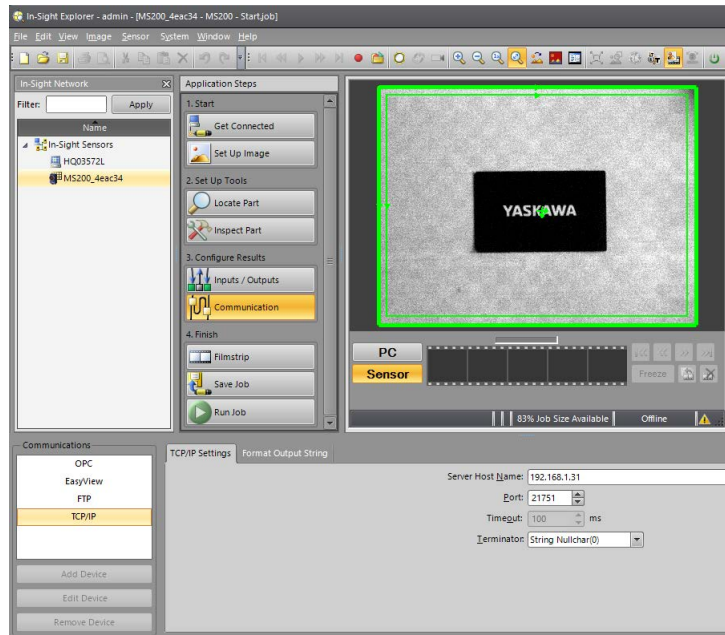 In-Sight Explorer - admin - [MS200_4eac34 - MS200 - Start.job]
File Edit View Image Sensor System Window Help
In-Sight Network
Filter: Apply
Name
In-Sight Sensors
HQ03572L
MS200_4eac34
Application Steps
1. Start
Get Connected
Set Up Image
2. Set Up Tools
Locate Part
Inspect Part
3. Configure Results
Inputs / Outputs
Communication
4. Finish
Filmstrip
Save Job
Run Job
YASKAWA
PC
Sensor
Freeze
83% Job Size Available Offline
Communications
OPC
EasyView
FTP
TCP/IP
Add Device
Edit Device
Remove Device
TCP/IP Settings Format Output String
Server Host Name: 192.168.1.31
Port: 21751
Timeout: 100 ms
Terminator: String Nullchar(0)